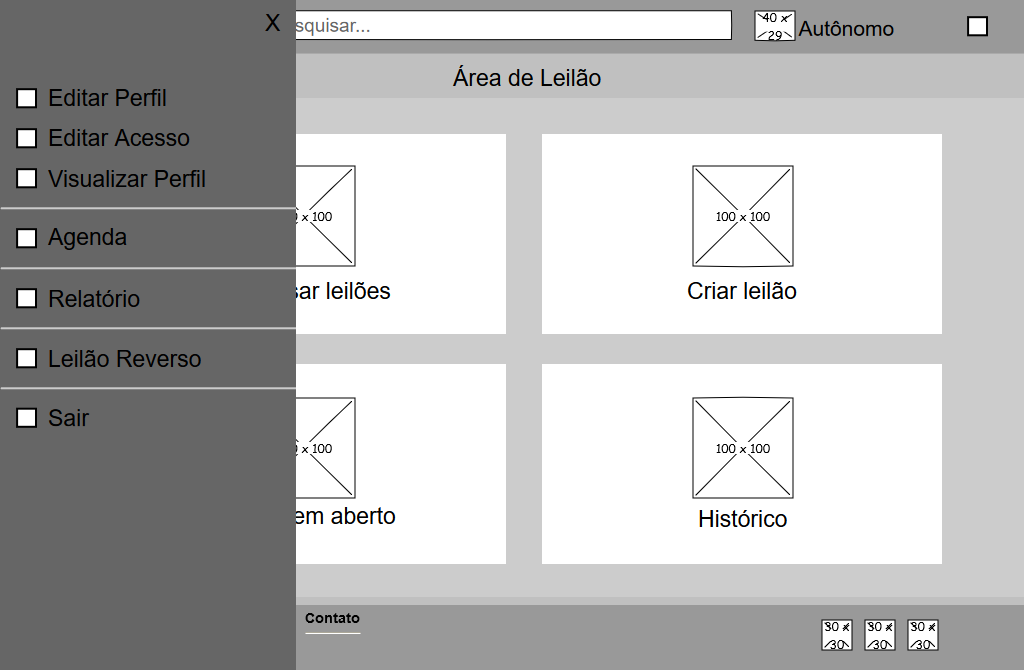 X
squisar...
40 x
29
Autônomo
Área de Leilão
Editar Perfil
Editar Acesso
Visualizar Perfil
Agenda
Relatório
Leilão Reverso
Sair
x 100
100 x 100
sar leilões
Criar leilão
x 100
100 x 100
em aberto
Histórico
Contato
30 x
30
30 x
30
30 x
30